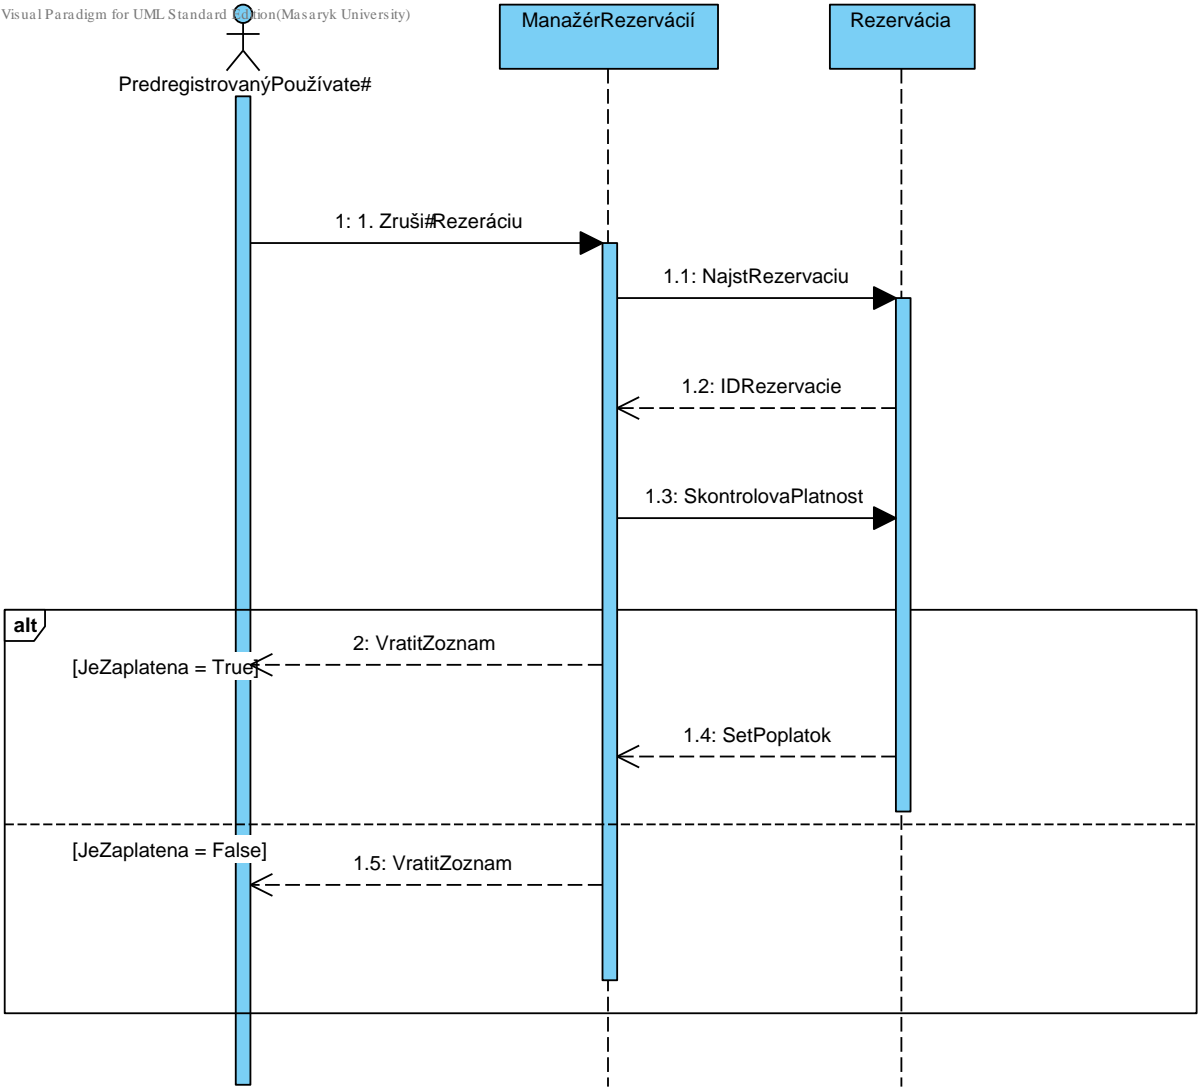 Visual Paradigm for UML Standard Edition(Masaryk University)
PredregistrovanýPoužívate#
ManažérRezervácií
Rezervácia
1: 1. Zruši#Rezeráciu
1.1: NajstRezervaciu
1.2: IDRezervacie
1.3: SkontrolovaPlatnost
alt
2: VratitZoznam
[JeZaplatena = True]
1.4: SetPoplatok
[JeZaplatena = False]
1.5: VratitZoznam